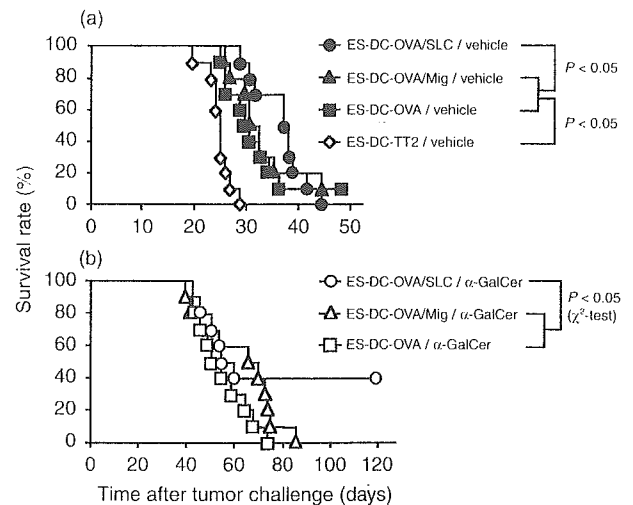 (a)
100
80
60
40
20
0
0 10 20 30 40 50
ES-DC-OVA/SLC / vehicle
ES-DC-OVA/Mig / vehicle
ES-DC-OVA / vehicle
ES-DC-TT2 / vehicle
P < 0.05
P < 0.05
Survival rate (%)
(b)
100
80
60
40
20
0
0 20 40 60 80 100 120
ES-DC-OVA/SLC / α-GalCer
ES-DC-OVA/Mig / α-GalCer
ES-DC-OVA / α-GalCer
P < 0.05
(χ²-test)
Time after tumor challenge (days)